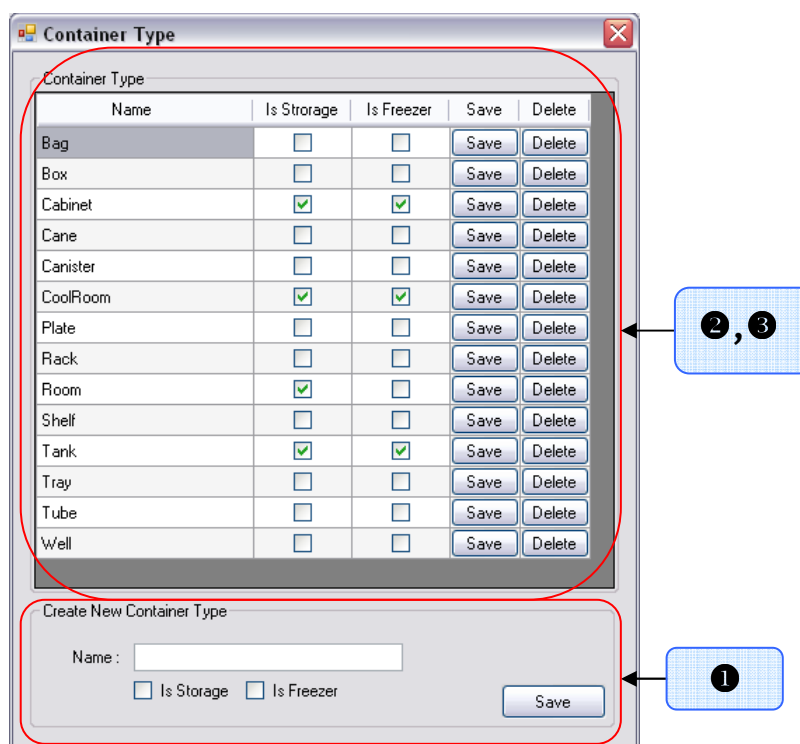 Container Type
Container Type
Name Is Strorage Is Freezer Save Delete
Bag Save Delete
Box Save Delete
Cabinet Save Delete
Cane Save Delete
Canister Save Delete
CoolRoom Save Delete
Plate Save Delete
❷,❸
Rack Save Delete
Room Save Delete
Shelf Save Delete
Tank Save Delete
Tray Save Delete
Tube Save Delete
Well Save Delete
Create New Container Type
Name :
❶
Is Storage Is Freezer
Save